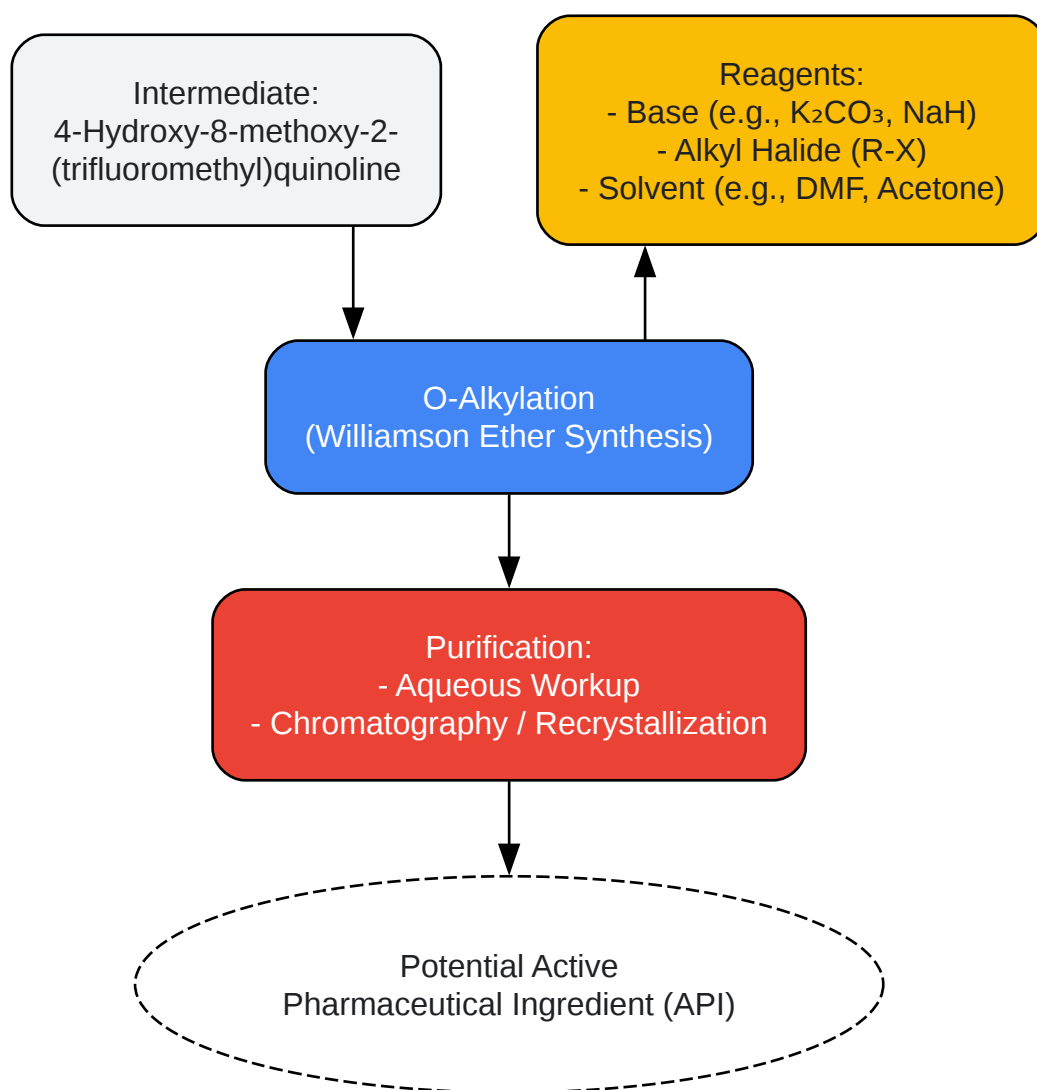 Intermediate:
4-Hydroxy-8-methoxy-2-
(trifluoromethyl)quinoline
Reagents:
- Base (e.g., K₂CO₃, NaH)
- Alkyl Halide (R-X)
- Solvent (e.g., DMF, Acetone)
O-Alkylation
(Williamson Ether Synthesis)
Purification:
- Aqueous Workup
- Chromatography / Recrystallization
Potential Active
Pharmaceutical Ingredient (API)